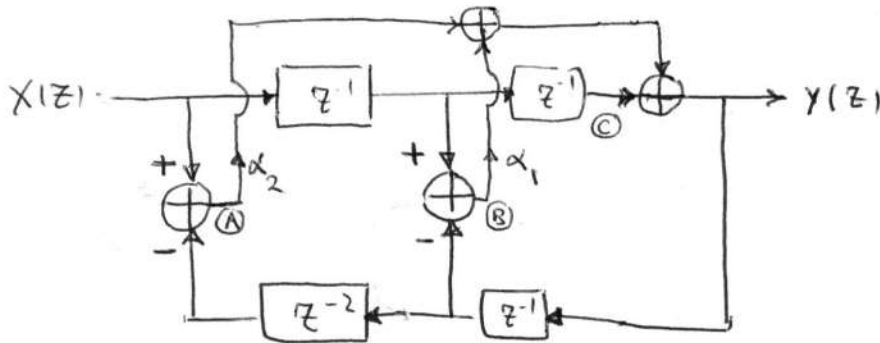 X(Z) z⁻¹ z⁻¹ Y(Z)
Ⓒ
+ α₂ + α₁
Ⓐ Ⓑ
- -
z⁻² z⁻¹